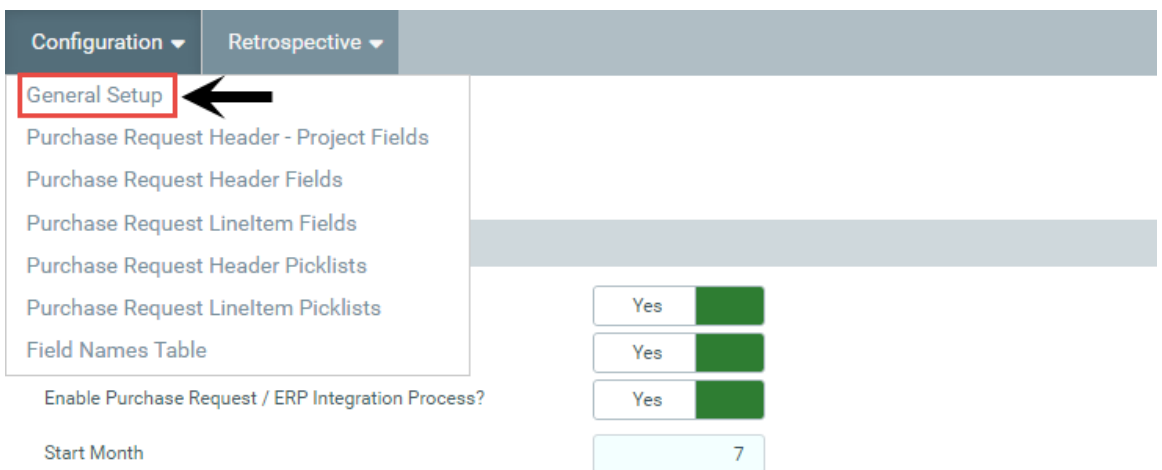 Configuration Retrospective
General Setup
Purchase Request Header - Project Fields
Purchase Request Header Fields
Purchase Request LineItem Fields
Purchase Request Header Picklists
Purchase Request LineItem Picklists
Yes
Field Names Table
Yes
Enable Purchase Request / ERP Integration Process?
Yes
Start Month
7